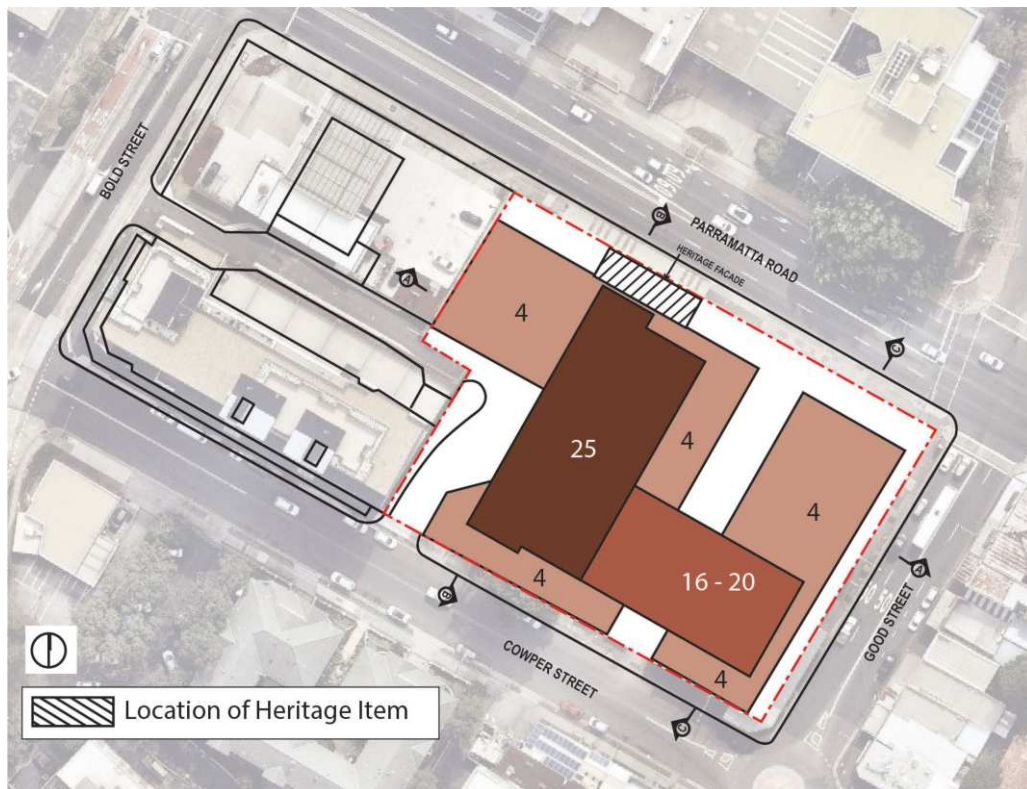 BOLD STREET
PARRAMATTA ROAD
HERITAGE FACADE
B
A
C
4
25
4
4
16 - 20
4
4
A
B
C
COWPER STREET
GOOD STREET
Location of Heritage Item